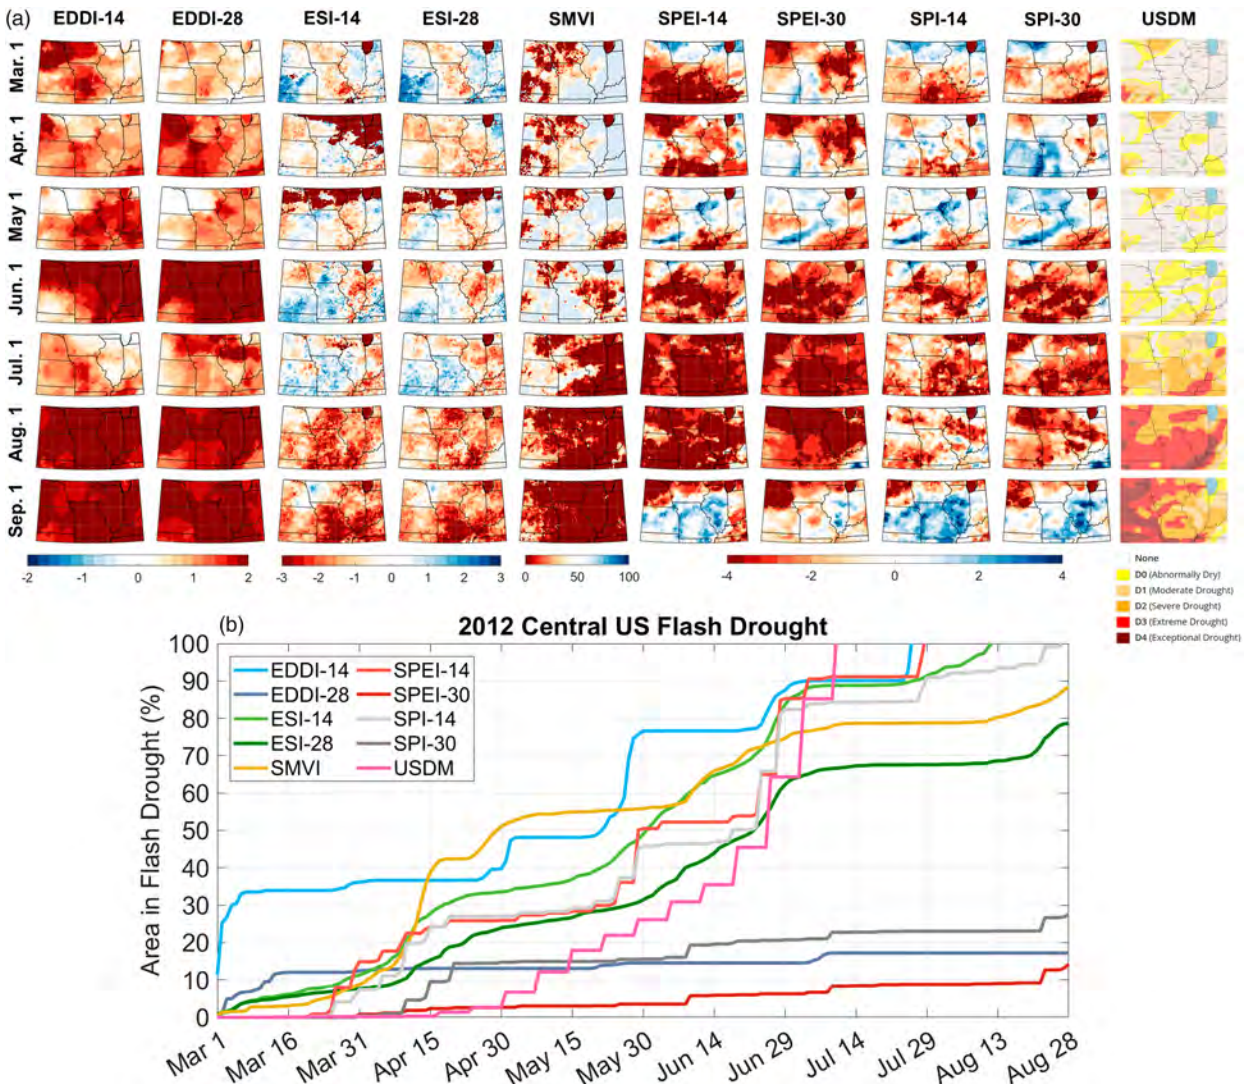 (a)
EDDI-14 EDDI-28 ESI-14 ESI-28 SMVI SPEI-14 SPEI-30 SPI-14 SPI-30 USDM
Mar. 1
Apr. 1
May 1
Jun. 1
Jul. 1
Aug. 1
Sep. 1
-2 -1 0 1 2
-3 -2 -1 0 1 2 3
0 50 100
-4 -2 0 2 4
None
D0 (Abnormally Dry)
D1 (Moderate Drought)
D2 (Severe Drought)
D3 (Extreme Drought)
D4 (Exceptional Drought)
(b)
2012 Central US Flash Drought
Area in Flash Drought (%)
100
90
80
70
60
50
40
30
20
10
0
EDDI-14 SPEI-14
EDDI-28 SPEI-30
ESI-14 SPI-14
ESI-28 SPI-30
SMVI USDM
Mar 1 Mar 16 Mar 31 Apr 15 Apr 30 May 15 May 30 Jun 14 Jun 29 Jul 14 Jul 29 Aug 13 Aug 28